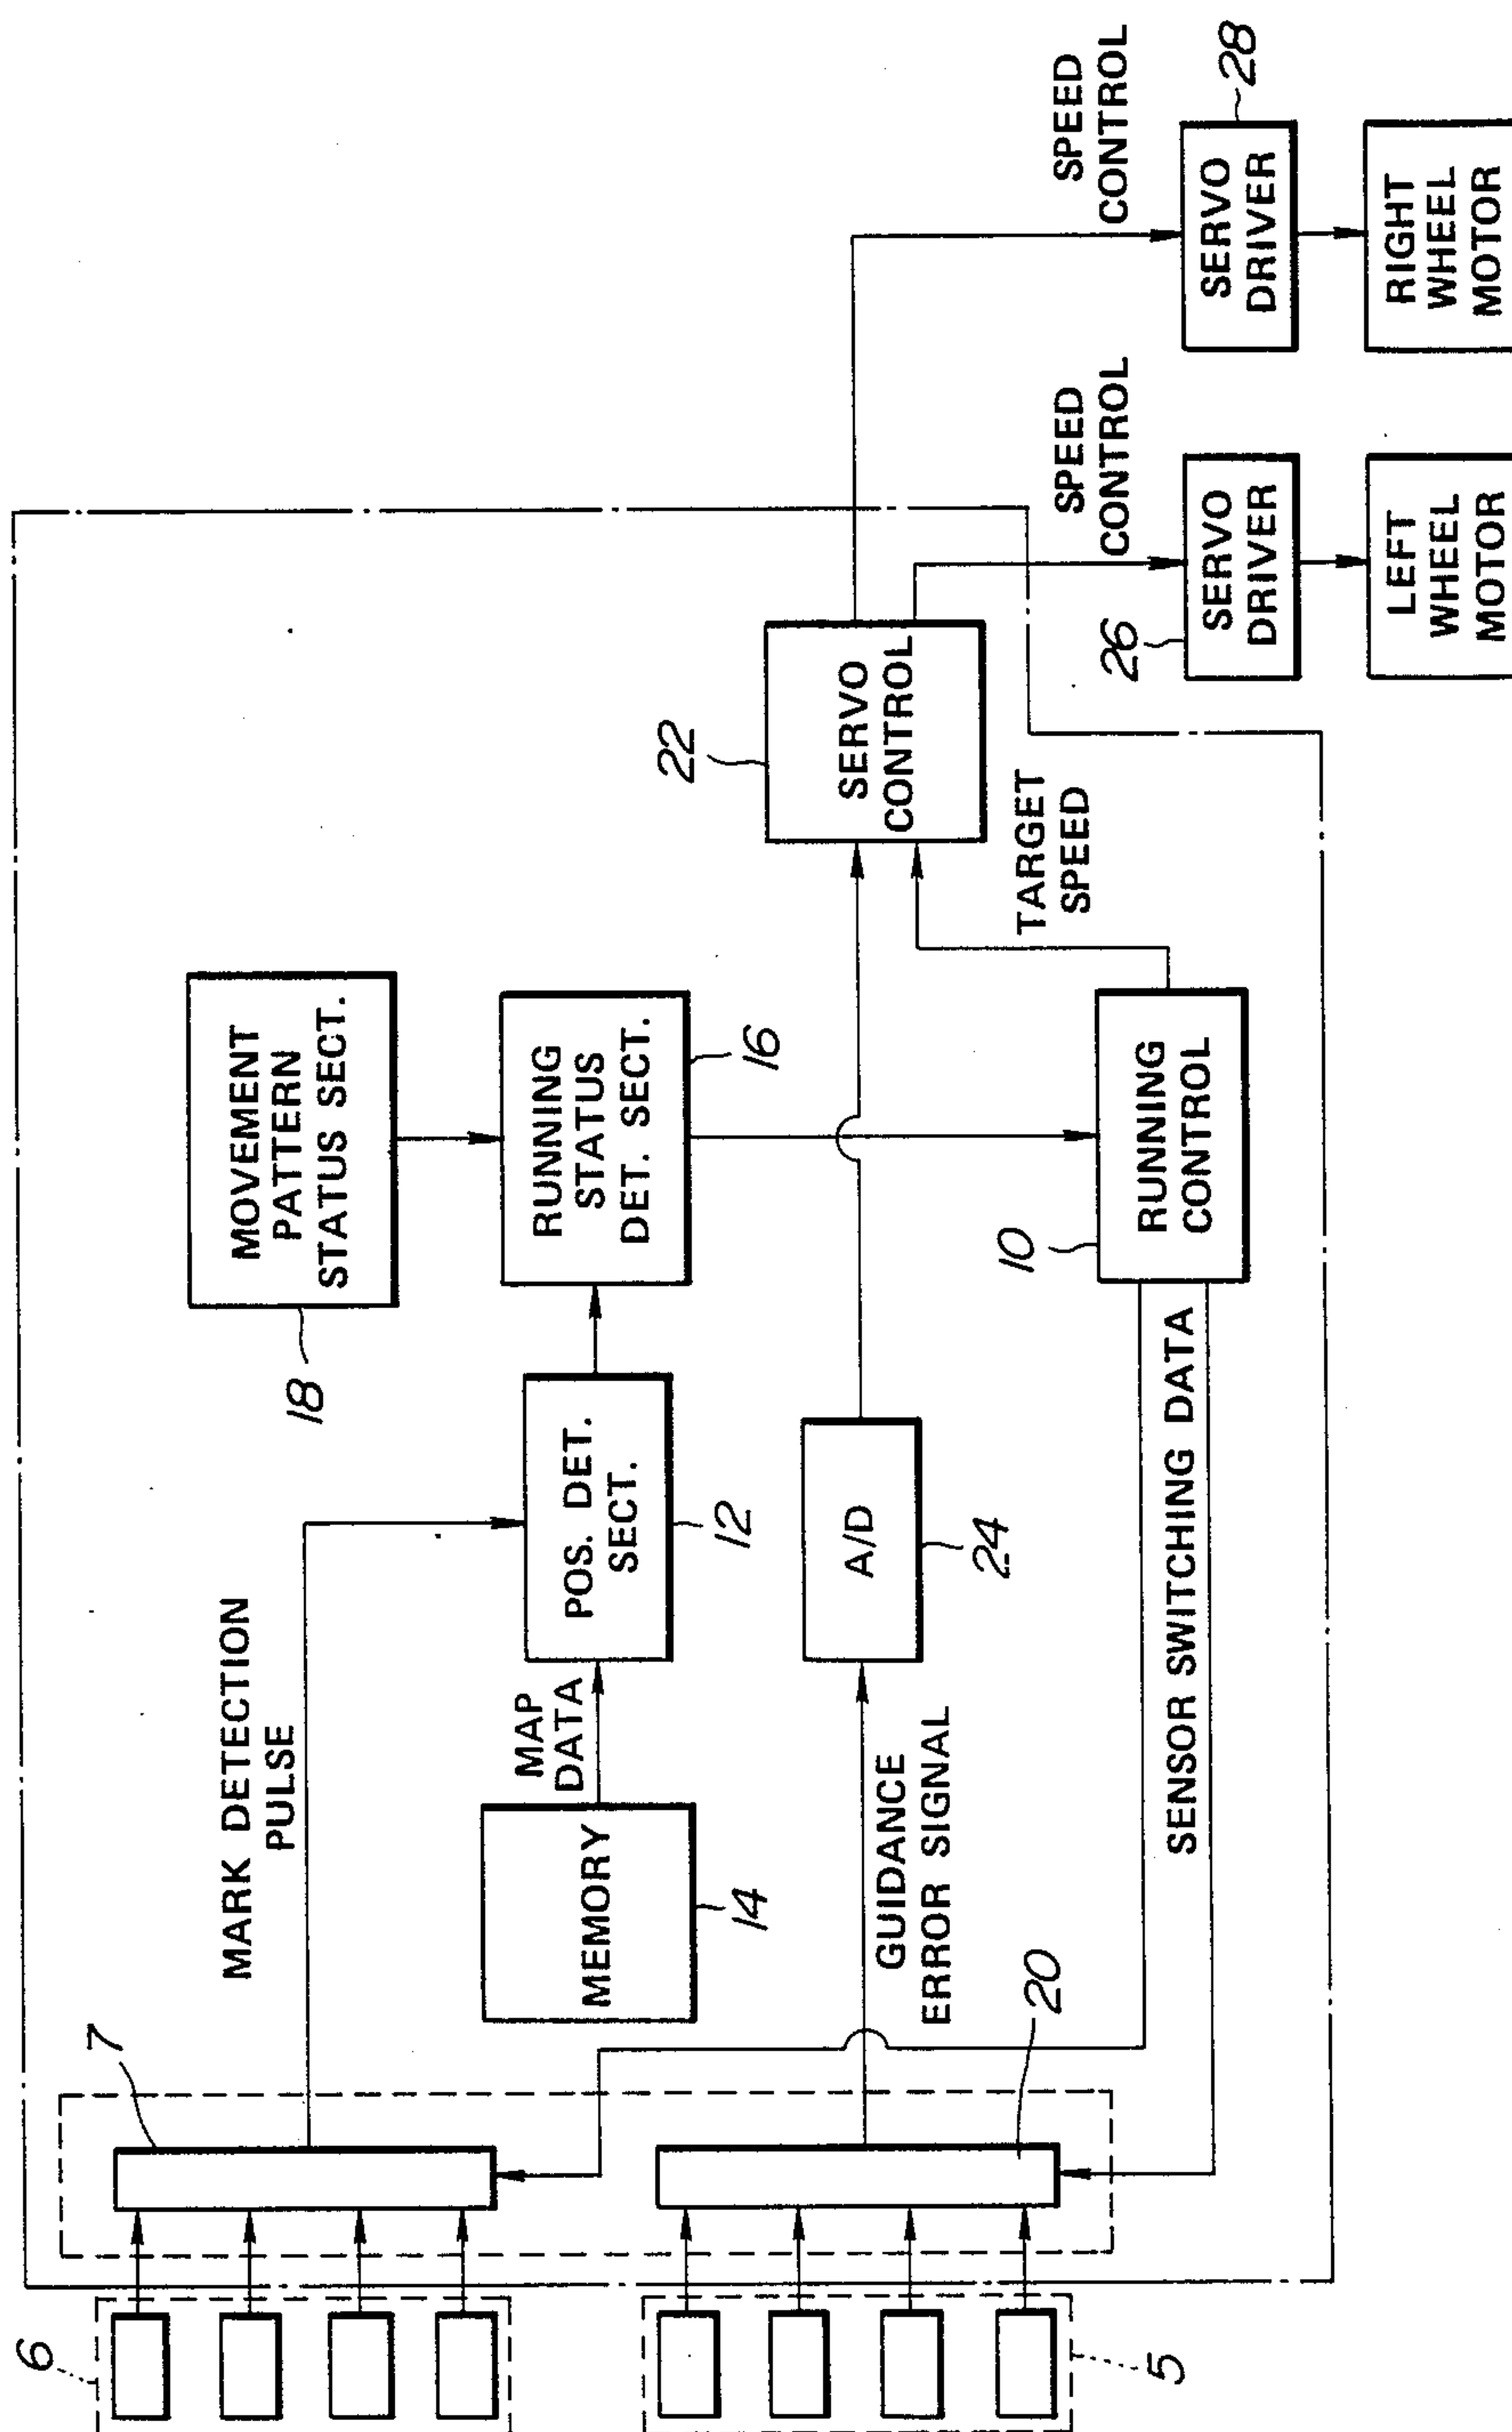 6
7
MARK DETECTION
PULSE
18
MOVEMENT
PATTERN
STATUS SECT.
MEMORY
14
MAP
DATA
POS. DET.
SECT.
12
RUNNING
STATUS
DET. SECT.
16
5
20
GUIDANCE
ERROR SIGNAL
A/D
24
22
SERVO
CONTROL
TARGET
SPEED
SENSOR SWITCHING DATA
10
RUNNING
CONTROL
SPEED
CONTROL
SPEED
CONTROL
26
SERVO
DRIVER
SERVO
DRIVER
28
LEFT
WHEEL
MOTOR
RIGHT
WHEEL
MOTOR